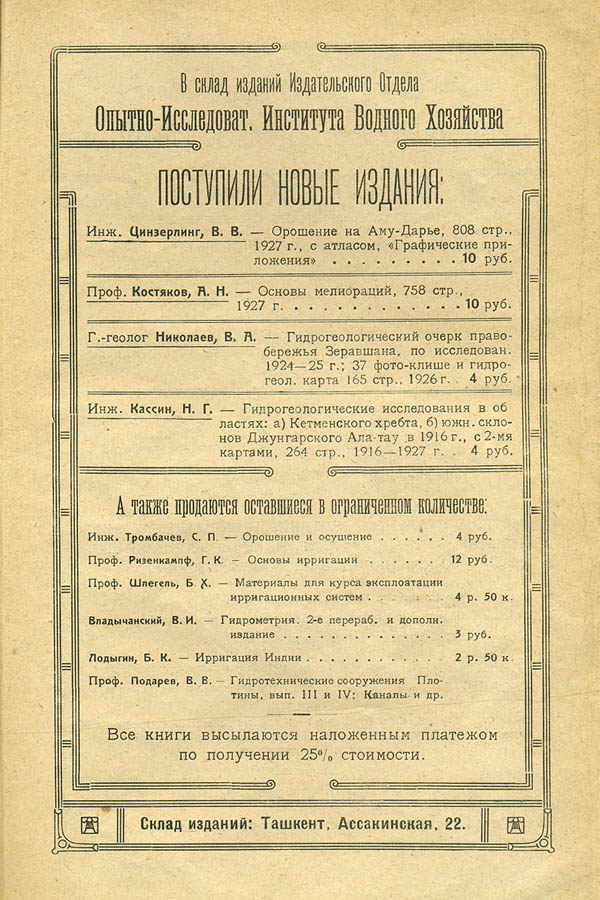 В склад изданий Издательского Отдела
Опытно-Исследоват. Института Водного Хозяйства
ПОСТУПИЛИ НОВЫЕ ИЗДАНИЯ:
Инж. Цинзерлинг, В. В. — Орошение на Аму-Дарье, 808 стр.,
1927 г., с атласом, «Графические при-
ложения» . . . . . . . . . 10 руб.
Проф. Костяков, А. Н. — Основы мелиораций, 758 стр.,
1927 г. . . . . . . . . . . . . 10 руб.
Г.-геолог Николаев, В. А. — Гидрогеологический очерк право-
бережья Зеравшана, по исследован.
1924—25 г.; 37 фото-клише и гидро-
геол. карта 165 стр., 1926 г. . 4 руб.
Инж. Кассин, Н. Г. — Гидрогеологические исследования в об
ластях: а) Кетменского хребта, б) южн. скло-
нов Джунгарского Ала-тау в 1916 г., с 2-мя
картами, 264 стр., 1916—1927 г. . 4 руб.
А также продаются оставшиеся в ограниченном количестве:
Инж. Тромбачев, С. П. — Орошение и осушение . . . . . . 4 руб.
Проф. Ризенкампф, Г. К. — Основы ирригации . . . . . . 12 руб.
Проф. Шлегель, Б. Х. — Материалы для курса эксплоатации
ирригационных систем . . . . . . 4 р. 50 к.
Владычанский, В. И. — Гидрометрия. 2-е перераб. и дополн.
издание . . . . . . . . . . . . 3 руб.
Лодыгин, Б. К. — Ирригация Индии . . . . . . . . . . . 2 р. 50 к.
Проф. Подарев, В. В. — Гидротехнические сооружения Пло-
тины, вып. III и IV: Каналы и др.
Все книги высылаются наложенным платежом
по получении 25% стоимости.
Склад изданий: Ташкент, Ассакинская, 22.